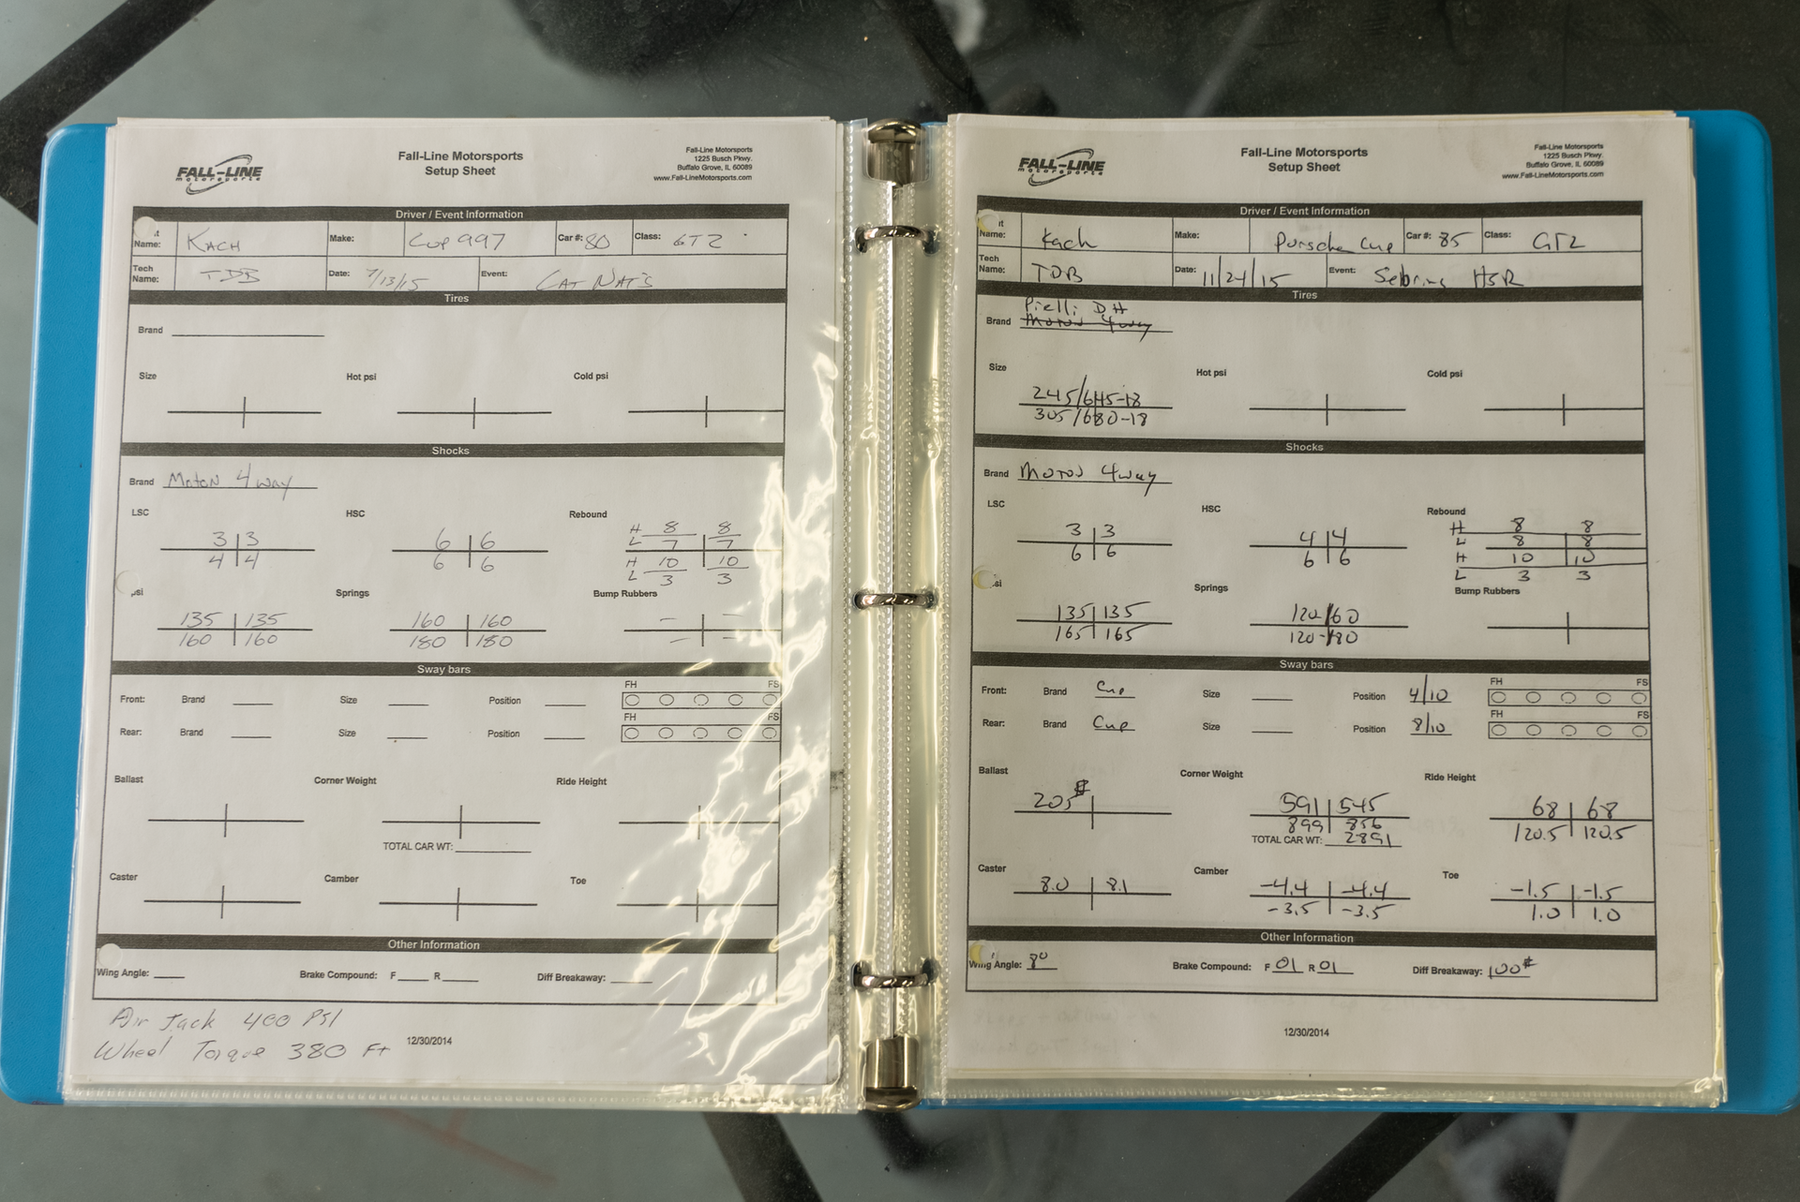 FALL-LINE
motorsports
Fall-Line Motorsports
Setup Sheet
Fall-Line Motorsports
1225 Busch Pkwy.
Buffalo Grove, IL 60089
www.Fall-LineMotorsports.com
Driver / Event Information
Name: KACH Make: Cup 997 Car #: 80 Class: GT2
Tech
Name: TDB Date: 7/13/15 Event: CAT NAT'S
Tires
Brand
Size Hot psi Cold psi
Shocks
Brand Moton 4 way
LSC HSC Rebound
3 | 3 6 | 6 H 8 | 8
L 7 | 7
4 | 4 6 | 6 H 10 | 10
L 3 | 3
psi Springs Bump Rubbers
135 | 135 160 | 160 – | –
160 | 160 180 | 180 – | –
Sway bars
FH FS
Front: Brand Size Position
FH FS
Rear: Brand Size Position
Ballast Corner Weight Ride Height
TOTAL CAR WT:
Caster Camber Toe
Other Information
Wing Angle: Brake Compound: F R Diff Breakaway:
Air Jack 400 PSI
Wheel Torque 380 Ft
12/30/2014
FALL-LINE
motorsports
Fall-Line Motorsports
Setup Sheet
Fall-Line Motorsports
1225 Busch Pkwy.
Buffalo Grove, IL 60089
www.Fall-LineMotorsports.com
Driver / Event Information
Name: Kach Make: Porsche Cup Car #: 85 Class: GT2
Tech
Name: TDB Date: 11/24/15 Event: Sebring HSR
Tires
Pirelli DH
Brand Moton 4way
Size Hot psi Cold psi
245/645-18
305/680-18
Shocks
Brand Moton 4way
LSC HSC Rebound
3 | 3 4 | 4 H 8 8
L 8 8
6 | 6 6 | 6 H 10 10
L 3 3
psi Springs Bump Rubbers
135 | 135 120/60
165 | 165 120-180
Sway bars
FH FS
Front: Brand Cup Size Position 4/10
FH FS
Rear: Brand Cup Size Position 8/10
Ballast Corner Weight Ride Height
205# 591 | 545 68 | 68
899 | 856 120.5 | 120.5
TOTAL CAR WT: 2891
Caster Camber Toe
8.0 | 8.1 -4.4 | -4.4 -1.5 | -1.5
-3.5 | -3.5 1.0 | 1.0
Other Information
Wing Angle: 8° Brake Compound: F 01 R 01 Diff Breakaway: 100#
12/30/2014